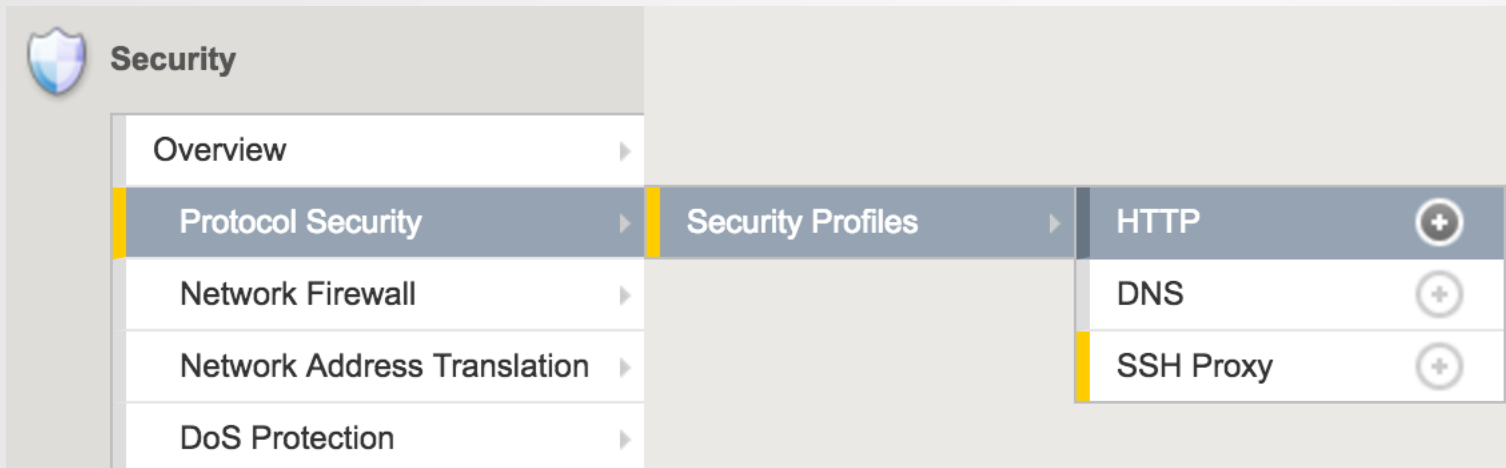 Security
Overview
Protocol Security
Security Profiles
HTTP
DNS
SSH Proxy
Network Firewall
Network Address Translation
DoS Protection